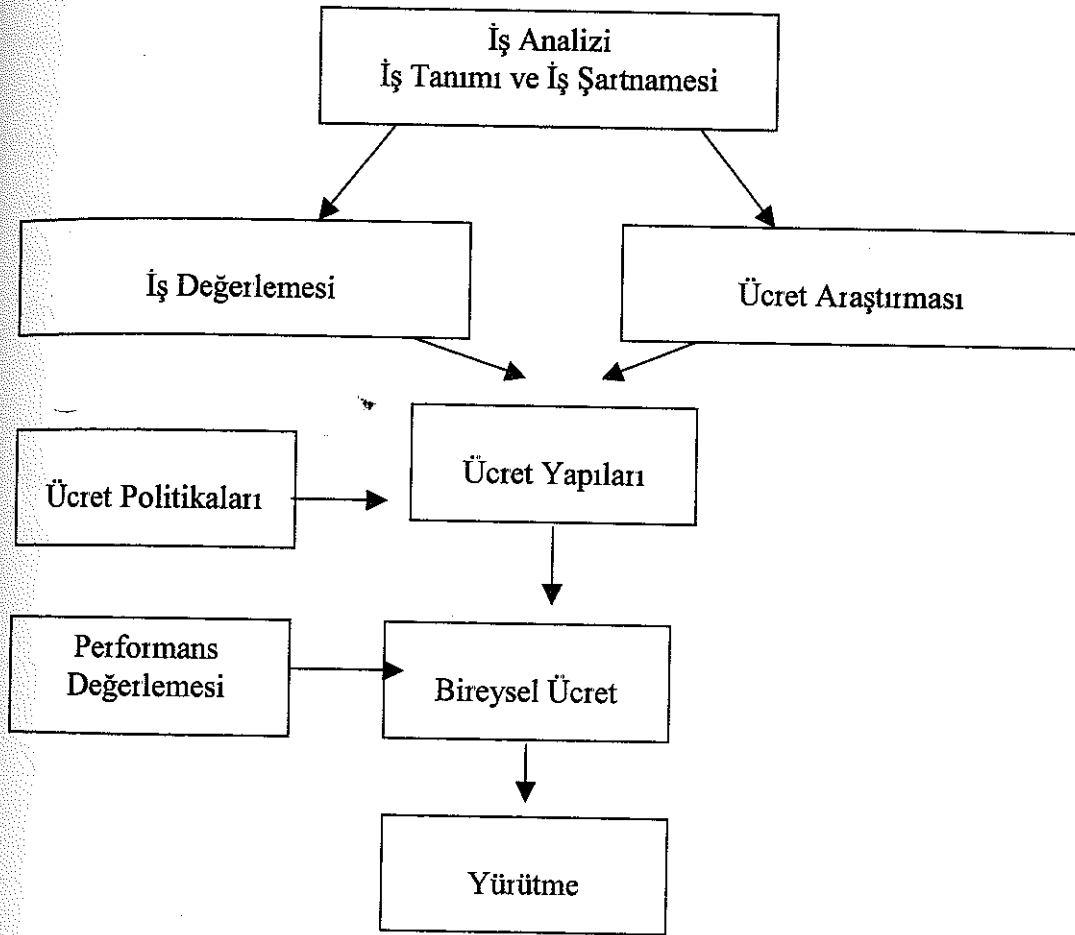 İş Analizi
İş Tanımı ve İş Şartnamesi
İş Değerlemesi
Ücret Araştırması
Ücret Politikaları
Ücret Yapıları
Performans
Değerlemesi
Bireysel Ücret
Yürütme